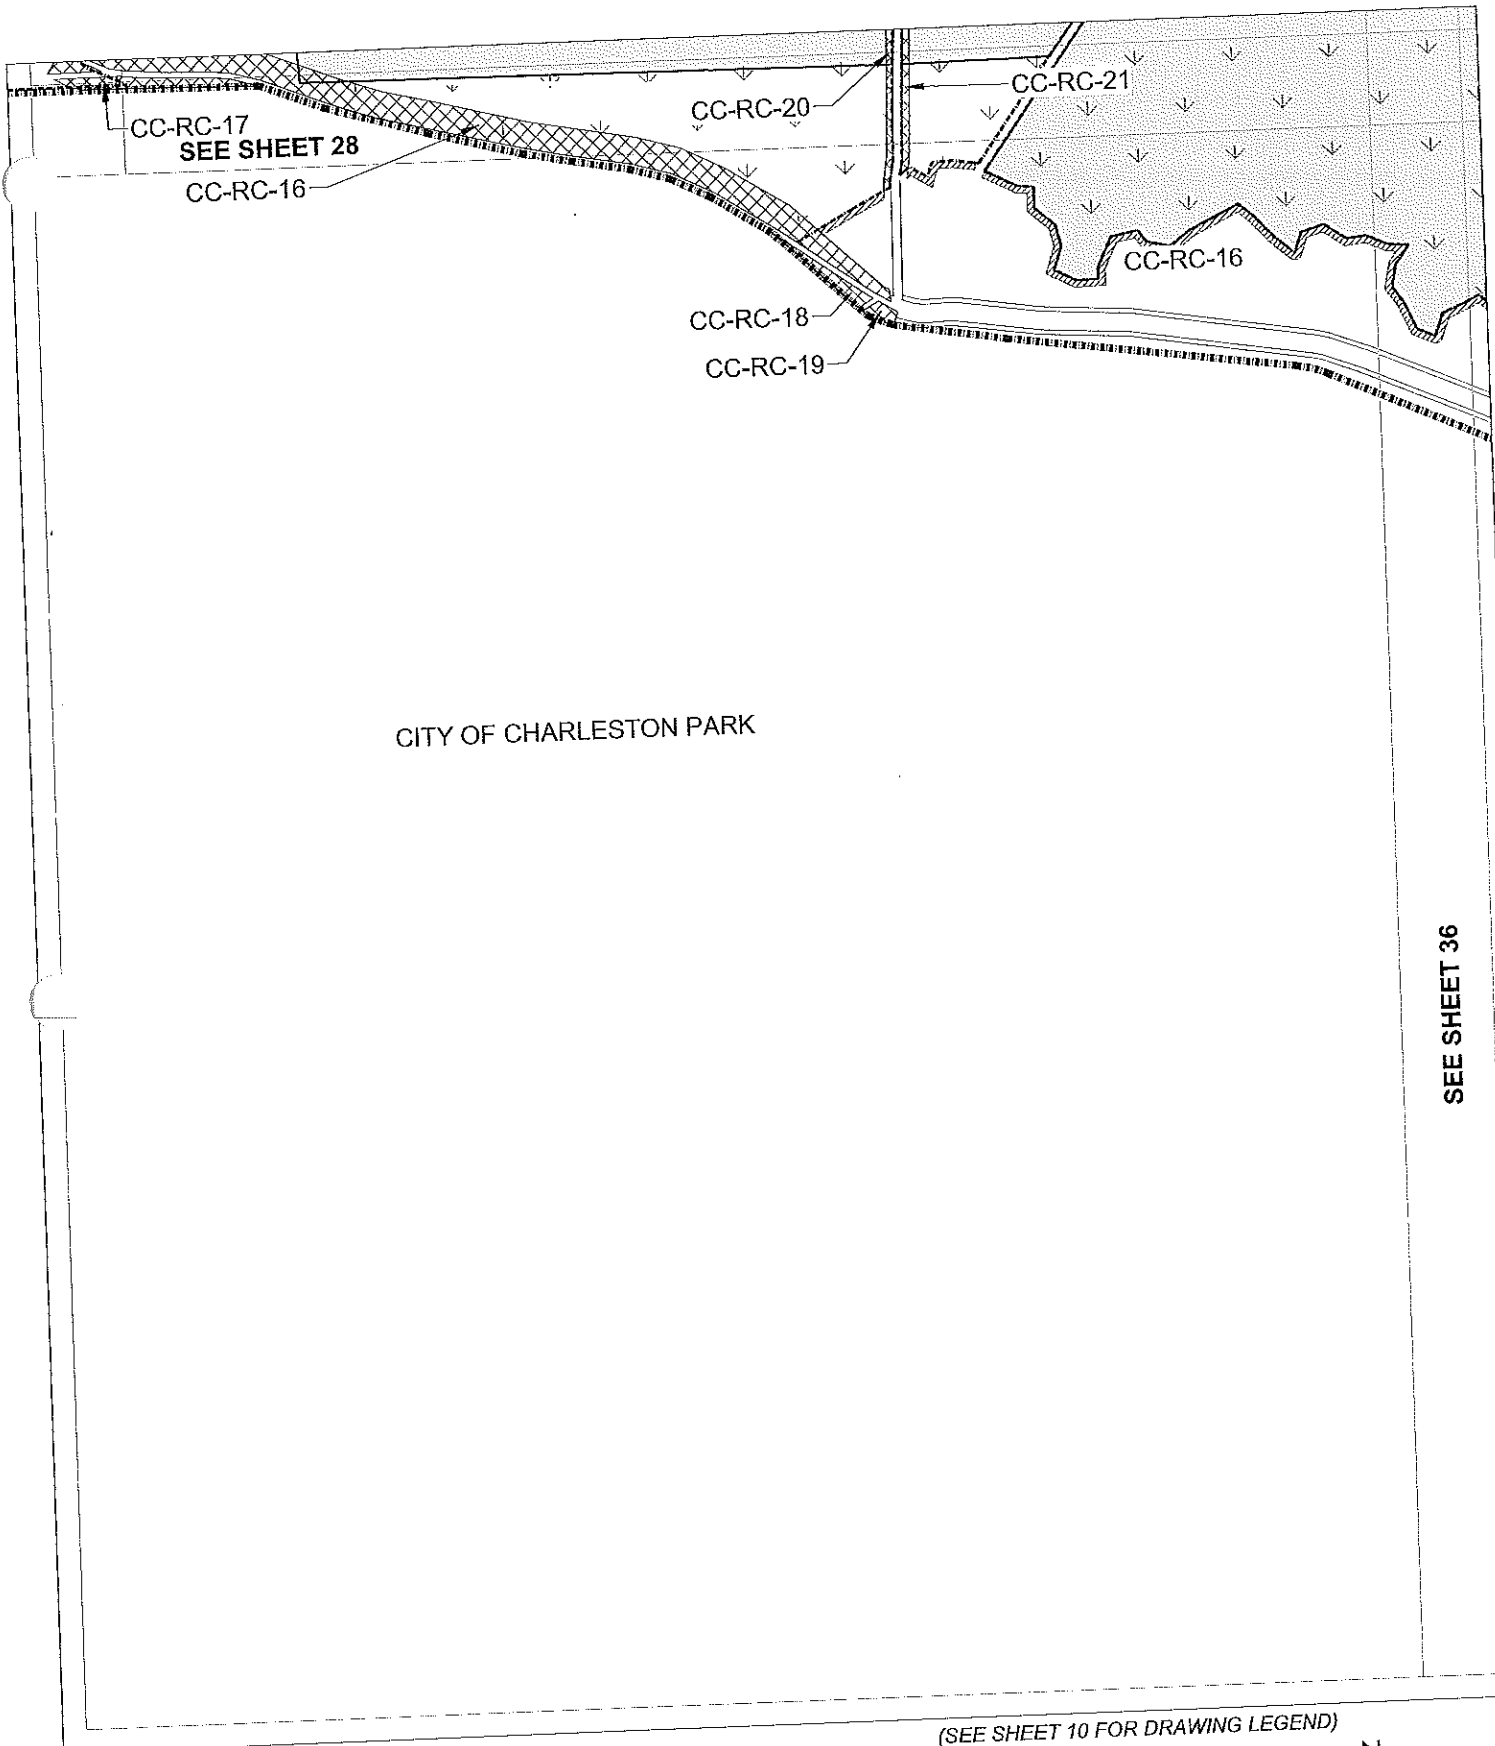 CC-RC-20
CC-RC-21
CC-RC-17
SEE SHEET 28
CC-RC-16
CC-RC-16
CC-RC-18
CC-RC-19
CITY OF CHARLESTON PARK
SEE SHEET 36
(SEE SHEET 10 FOR DRAWING LEGEND)